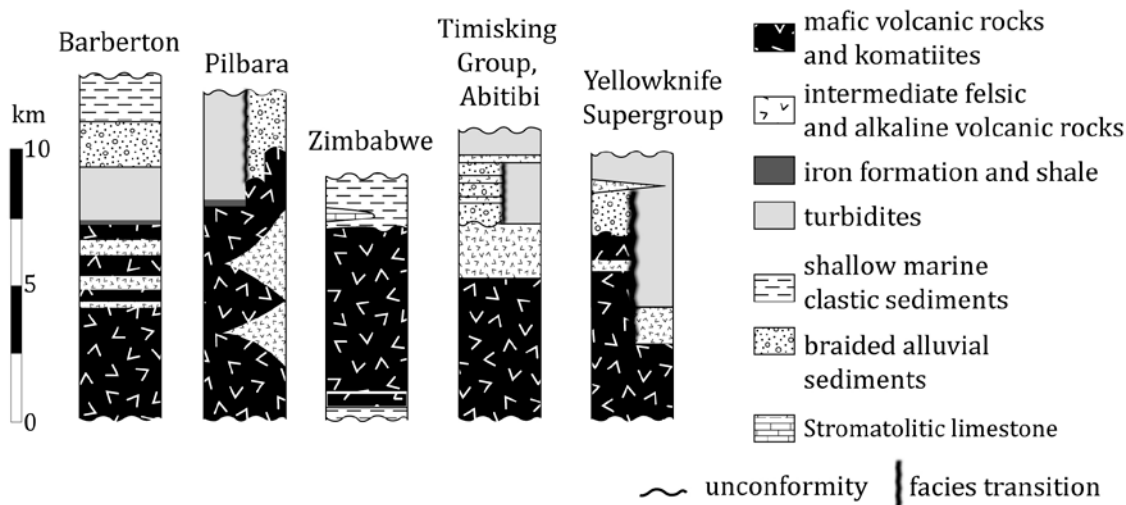 Barberton
Pilbara
Zimbabwe
Timisking
Group,
Abitibi
Yellowknife
Supergroup
km
10
5
0
mafic volcanic rocks
and komatiites
intermediate felsic
and alkaline volcanic rocks
iron formation and shale
turbidites
shallow marine
clastic sediments
braided alluvial
sediments
Stromatolitic limestone
unconformity
facies transition